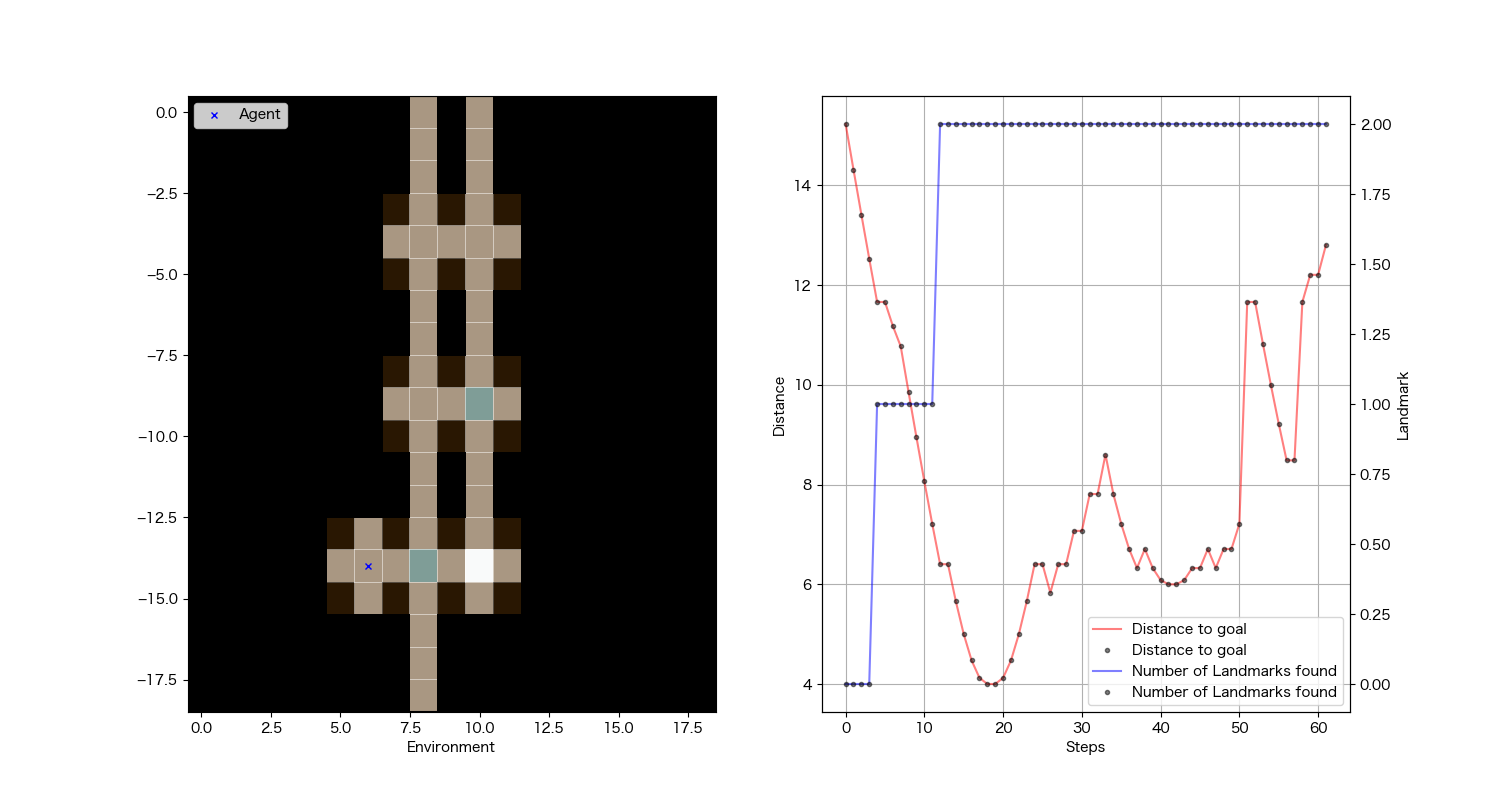 Agent
0.0
−2.5
−5.0
−7.5
−10.0
−12.5
−15.0
−17.5
0.0 2.5 5.0 7.5 10.0 12.5 15.0 17.5
Environment
Distance
14
12
10
8
6
4
0 10 20 30 40 50 60
Steps
2.00
1.75
1.50
1.25
1.00
0.75
0.50
0.25
0.00
Landmark
Distance to goal
Distance to goal
Number of Landmarks found
Number of Landmarks found